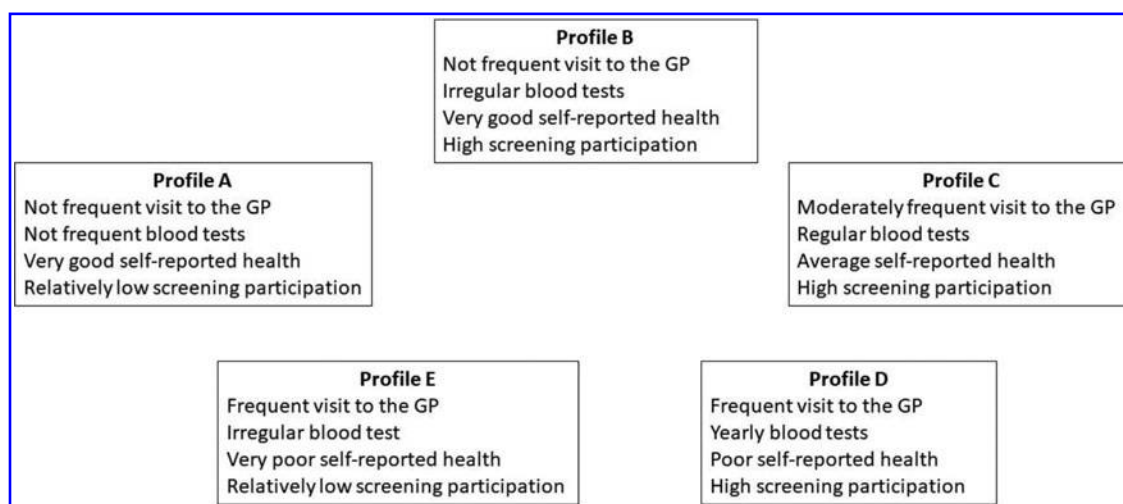 Profile B
Not frequent visit to the GP
Irregular blood tests
Very good self-reported health
High screening participation
Profile A
Not frequent visit to the GP
Not frequent blood tests
Very good self-reported health
Relatively low screening participation
Profile C
Moderately frequent visit to the GP
Regular blood tests
Average self-reported health
High screening participation
Profile E
Frequent visit to the GP
Irregular blood test
Very poor self-reported health
Relatively low screening participation
Profile D
Frequent visit to the GP
Yearly blood tests
Poor self-reported health
High screening participation